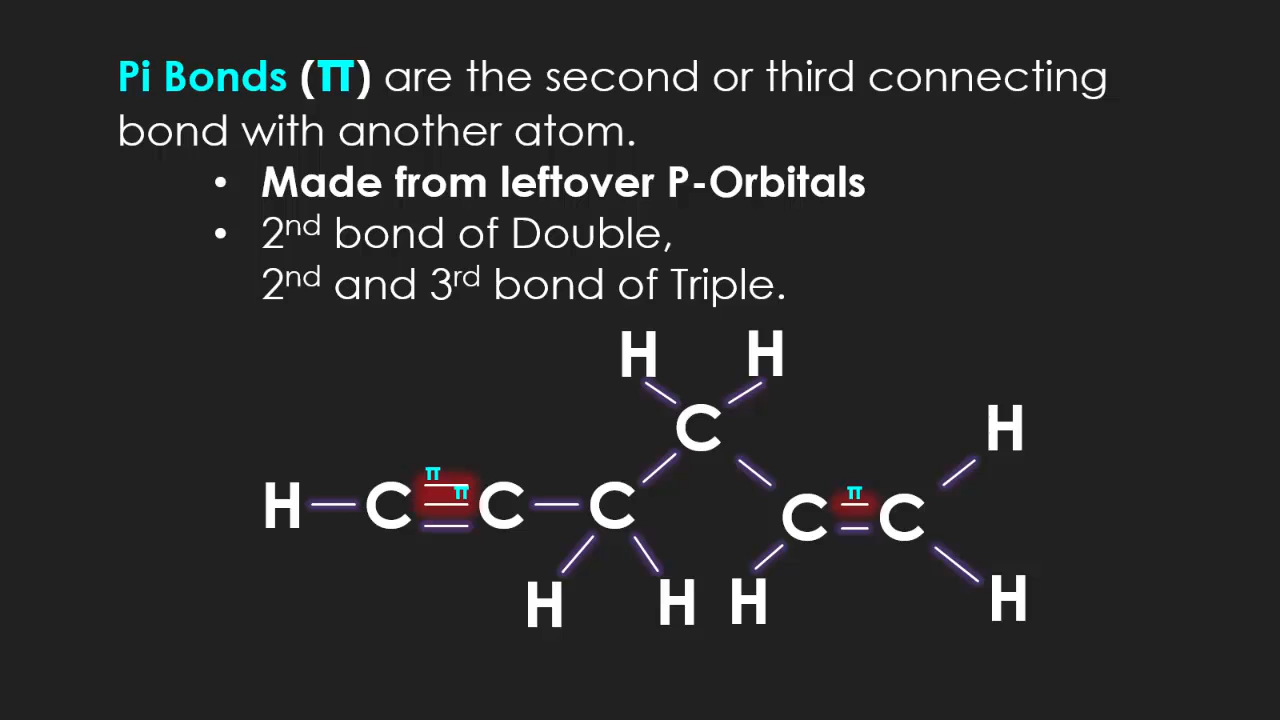 Pi Bonds (π) are the second or third connecting
bond with another atom.
• Made from leftover P-Orbitals
• 2nd bond of Double,
2nd and 3rd bond of Triple.
H H
C H
π π π
H C C C C C
H H H H